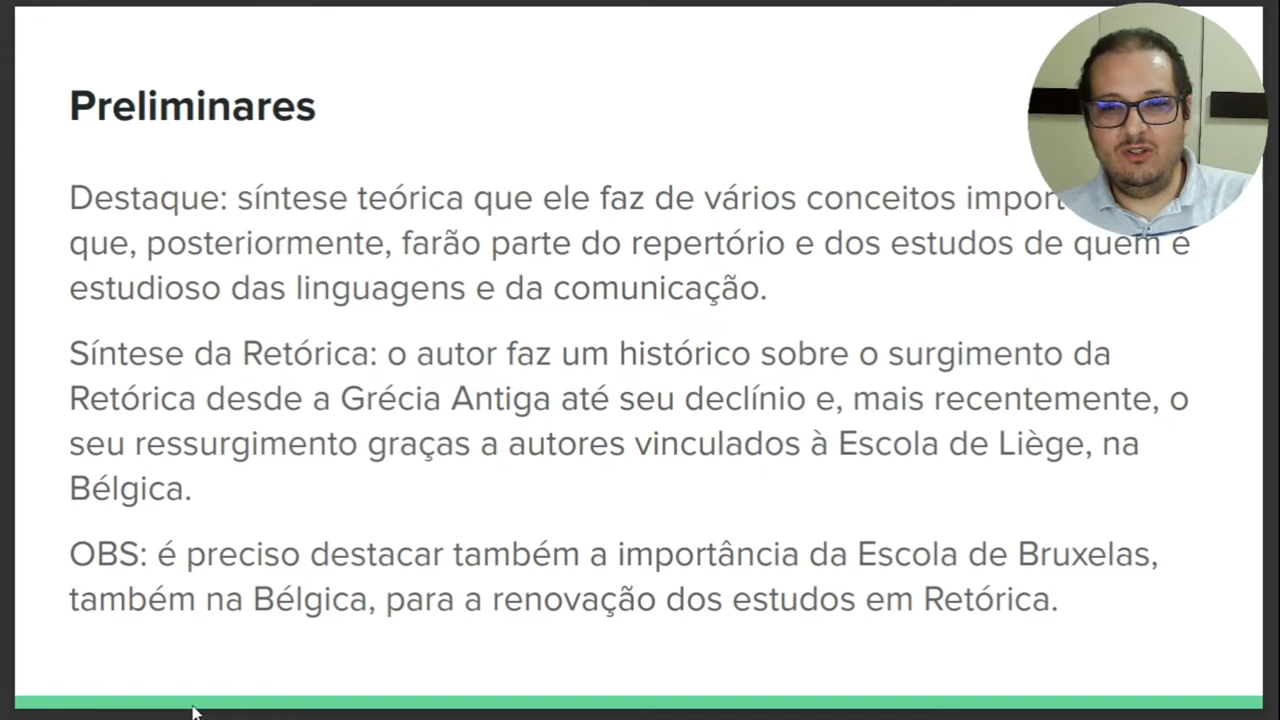 Preliminares
Destaque: síntese teórica que ele faz de vários conceitos
que, posteriormente, farão parte do repertório e dos estudos de quem é
estudioso das linguagens e da comunicação.
Síntese da Retórica: o autor faz um histórico sobre o surgimento da
Retórica desde a Grécia Antiga até seu declínio e, mais recentemente, o
seu ressurgimento graças a autores vinculados à Escola de Liège, na
Bélgica.
OBS: é preciso destacar também a importância da Escola de Bruxelas,
também na Bélgica, para a renovação dos estudos em Retórica.